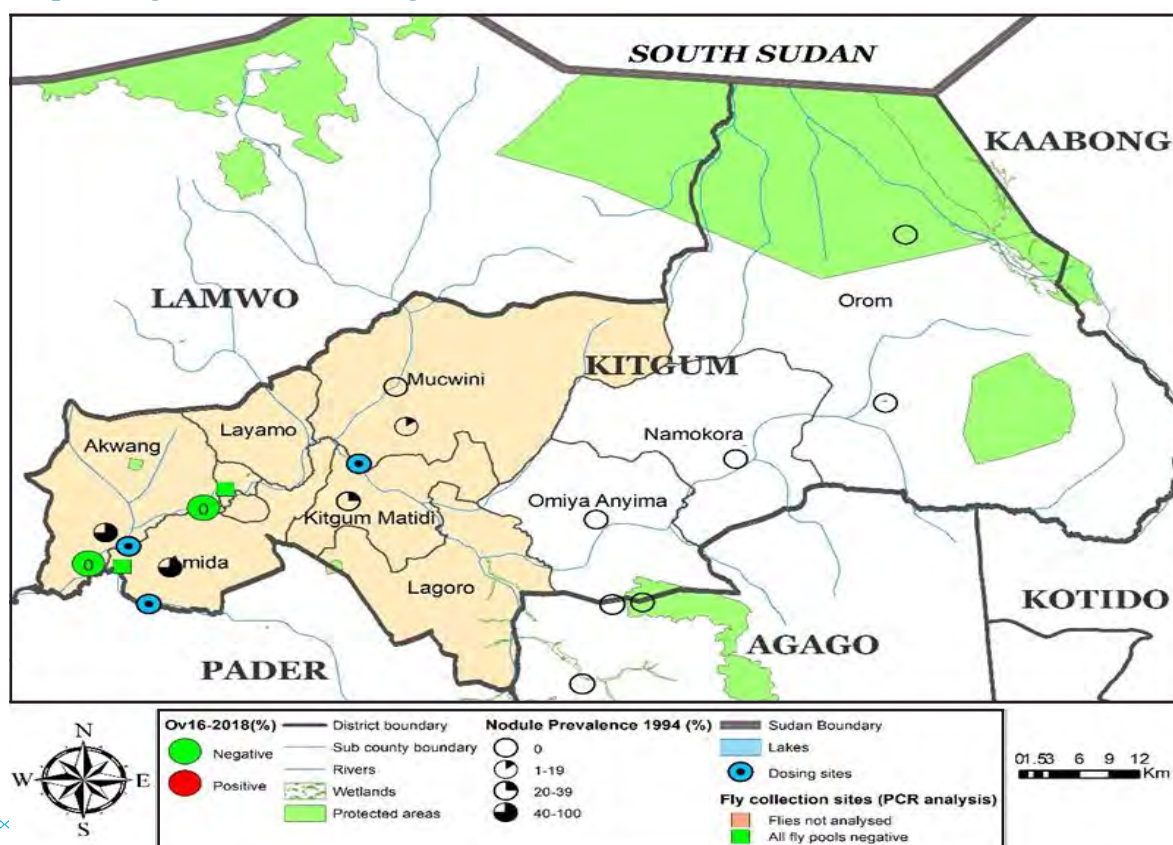 SOUTH SUDAN
KAABONG
LAMWO
Orom
KITGUM
Mucwini
Layamo
Akwang
Namokora
Omiya Anyima
0
Kitgum Matidi
0
Amida
Lagoro
KOTIDO
AGAGO
PADER
N
W E
S
Ov16-2018(%)
Negative
Positive
District boundary
Sub county boundary
Rivers
Wetlands
Protected areas
Nodule Prevalence 1994 (%)
0
1-19
20-39
40-100
Sudan Boundary
Lakes
Dosing sites
Fly collection sites (PCR analysis)
Flies not analysed
All fly pools negative
01.53 6 9 12
Km